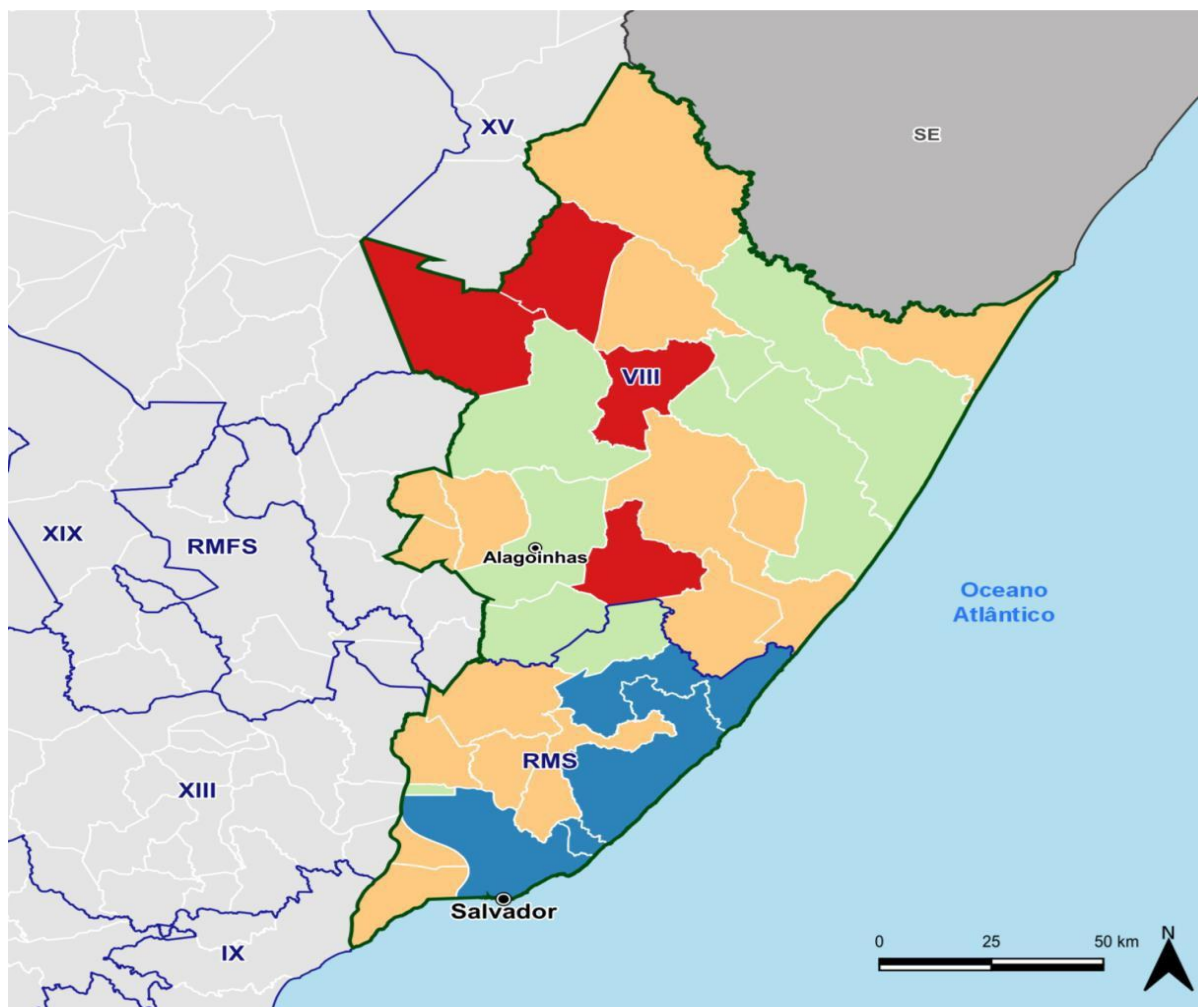 XV
SE
VIII
XIX
RMFS
Alagoinhas
Oceano
Atlântico
RMS
XIII
Salvador
IX
0 25 50 km
N